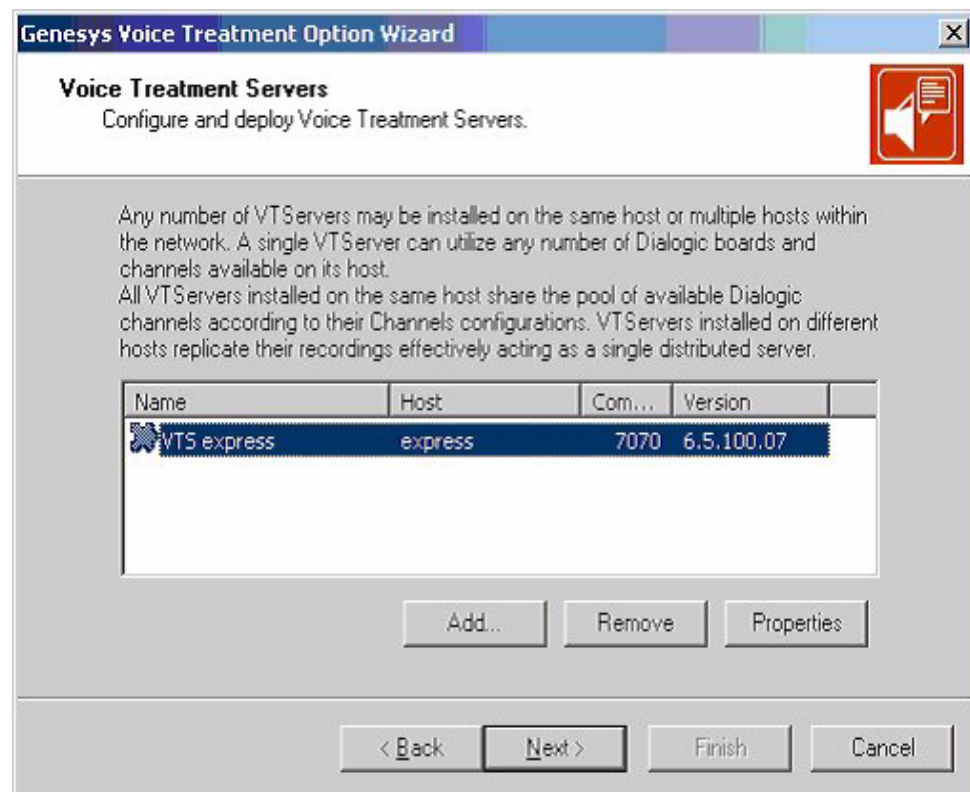 Genesys Voice Treatment Option Wizard
Voice Treatment Servers
Configure and deploy Voice Treatment Servers.
Any number of VTServers may be installed on the same host or multiple hosts within
the network. A single VTServer can utilize any number of Dialogic boards and
channels available on its host.
All VTServers installed on the same host share the pool of available Dialogic
channels according to their Channels configurations. VTServers installed on different
hosts replicate their recordings effectively acting as a single distributed server.
Name Host Com... Version
VTS express express 7070 6.5.100.07
Add... Remove Properties
< Back Next > Finish Cancel